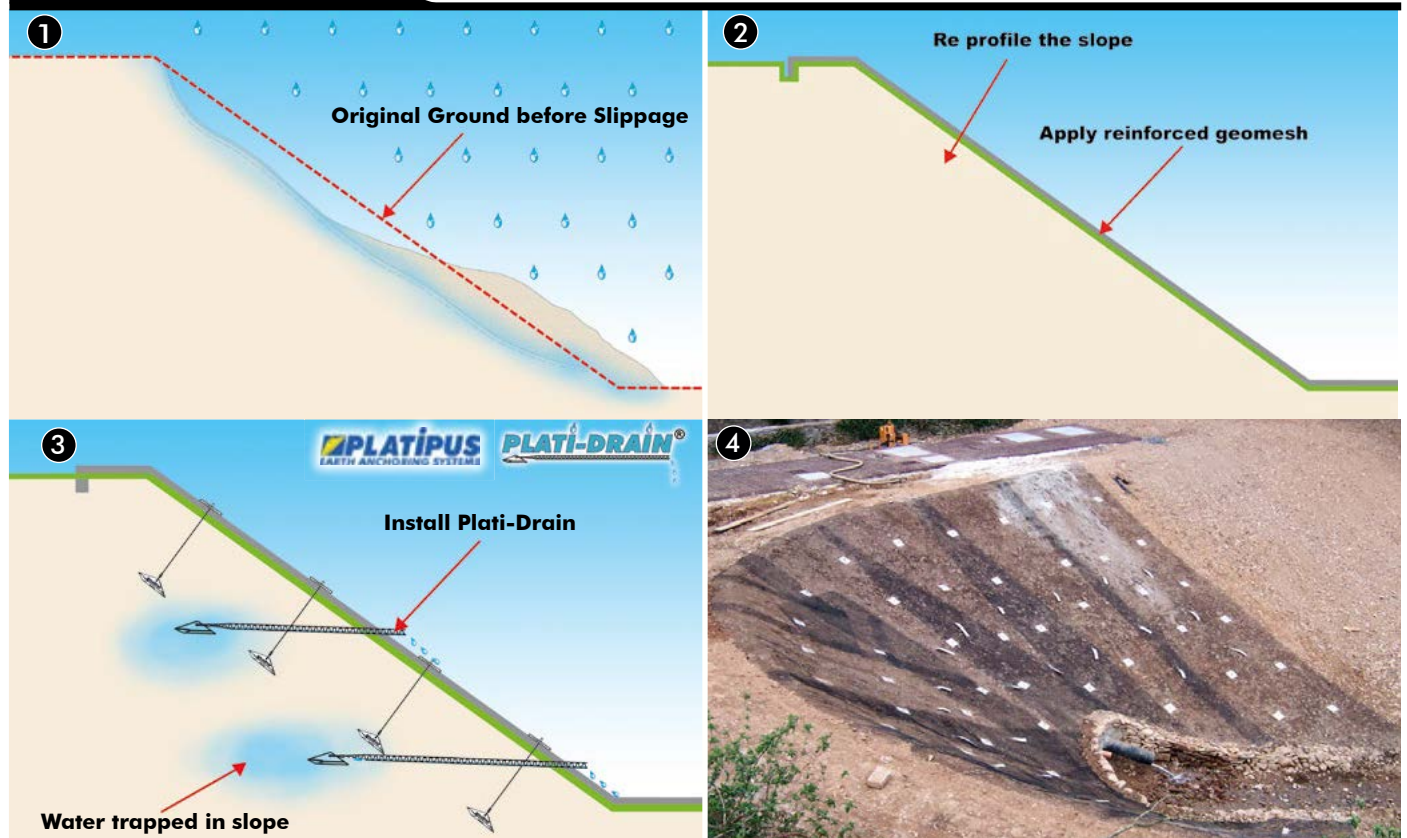 1
Original Ground before Slippage
2
Re profile the slope
Apply reinforced geomesh
3
PLATIPUS
EARTH ANCHORING SYSTEMS
PLATI-DRAIN®
Install Plati-Drain
Water trapped in slope
4